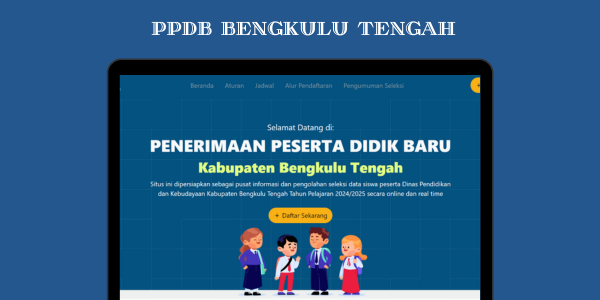 PPDB BENGKULU TENGAH
Beranda Aturan Jadwal Alur Pendaftaran Pengumuman Seleksi
Selamat Datang di:
PENERIMAAN PESERTA DIDIK BARU
Kabupaten Bengkulu Tengah
Situs ini dipersiapkan sebagai pusat informasi dan pengolahan seleksi data siswa peserta Dinas Pendidikan
dan Kebudayaan Kabupaten Bengkulu Tengah Tahun Pelajaran 2024/2025 secara online dan real time
+ Daftar Sekarang